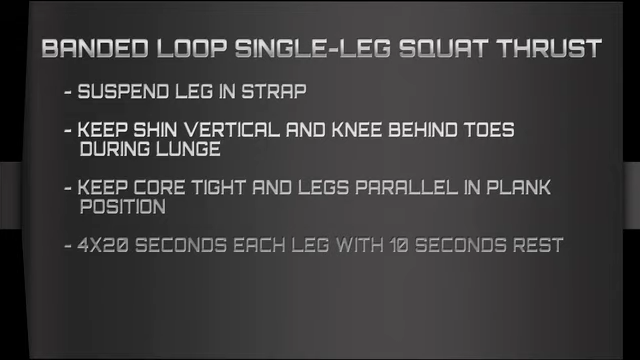 BANDED LOOP SINGLE-LEG SQUAT THRUST
- SUSPEND LEG IN STRAP
- KEEP SHIN VERTICAL AND KNEE BEHIND TOES
DURING LUNGE
- KEEP CORE TIGHT AND LEGS PARALLEL IN PLANK
POSITION
- 4X20 SECONDS EACH LEG WITH 10 SECONDS REST